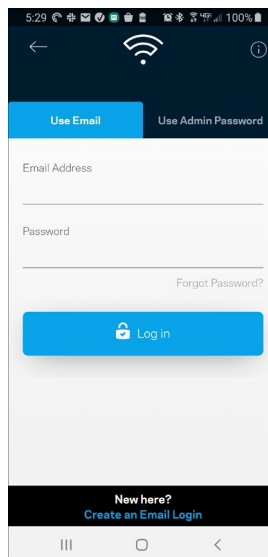 5:29 4G 100%
Use Email Use Admin Password
Email Address
Password
Forgot Password?
Log in
New here?
Create an Email Login